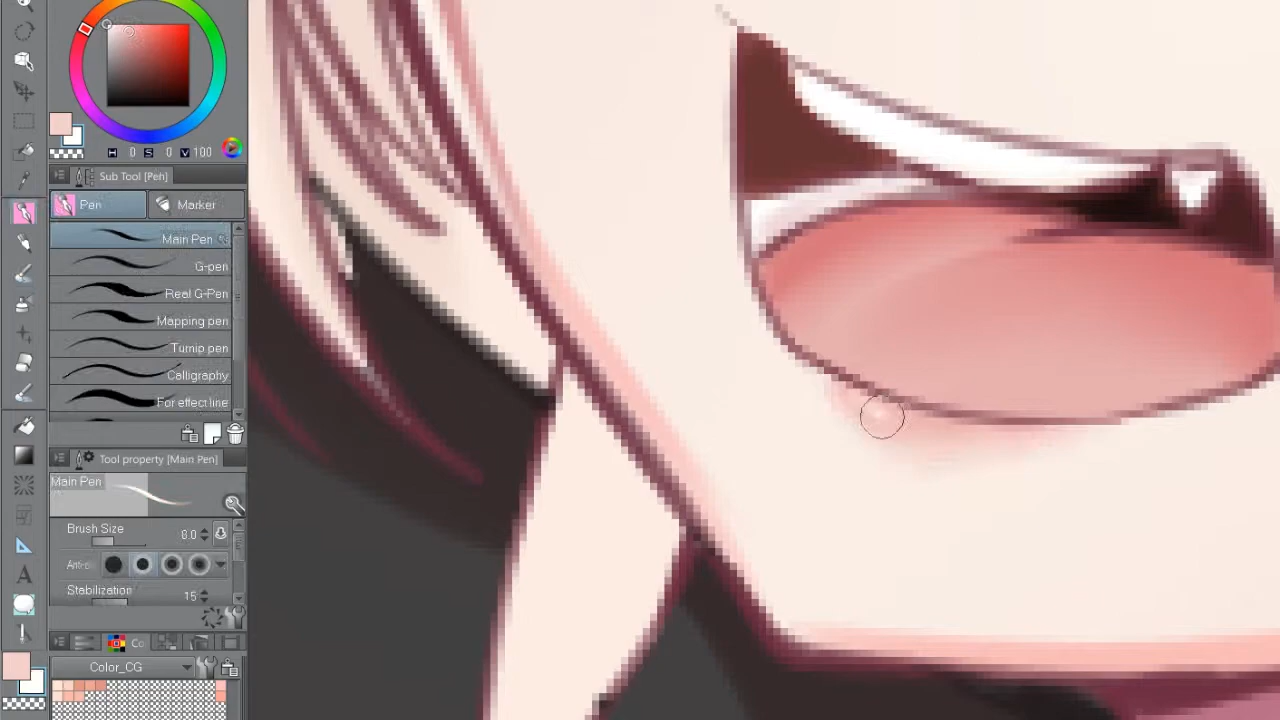 H 0 S 0 V 100
Sub Tool [Pen]
Pen
Marker
Main Pen
G-pen
Real G-Pen
Mapping pen
Turnip pen
Calligraphy
For effect line
Tool property [Main Pen]
Main Pen
Brush Size 8.0
Stabilization 15
Co
Color_CG